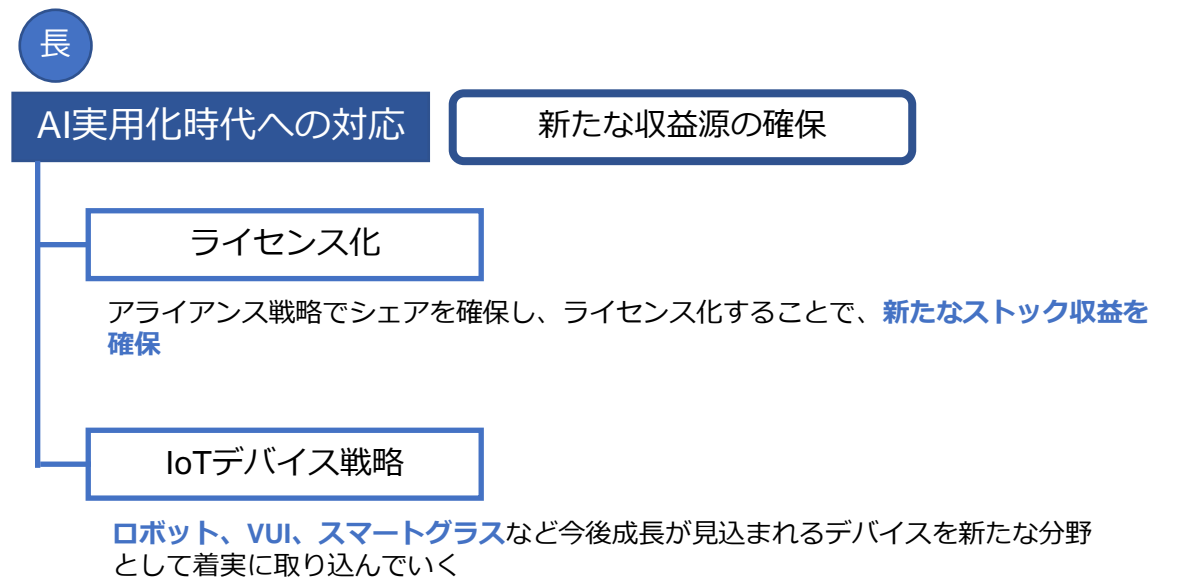 長
AI実用化時代への対応
新たな収益源の確保
ライセンス化
アライアンス戦略でシェアを確保し、ライセンス化することで、新たなストック収益を
確保
IoTデバイス戦略
ロボット、VUI、スマートグラスなど今後成長が見込まれるデバイスを新たな分野
として着実に取り込んでいく